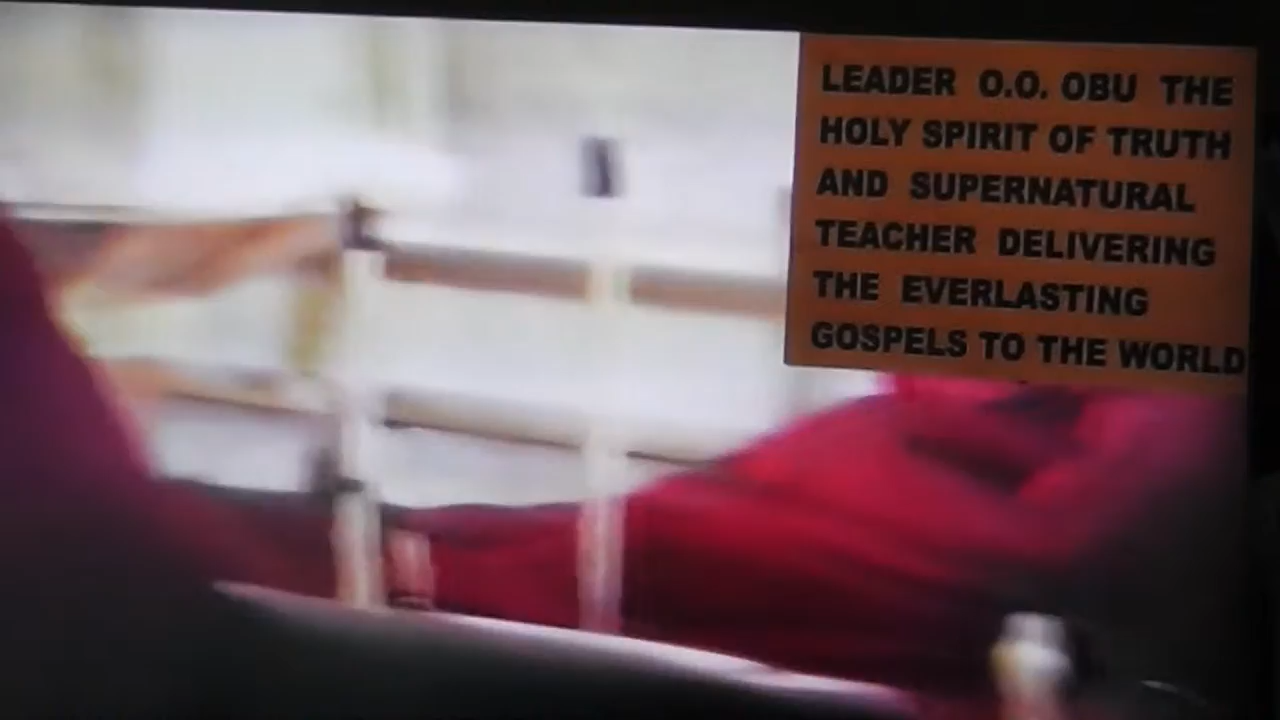 LEADER O.O. OBU THE
HOLY SPIRIT OF TRUTH
AND SUPERNATURAL
TEACHER DELIVERING
THE EVERLASTING
GOSPELS TO THE WORLD